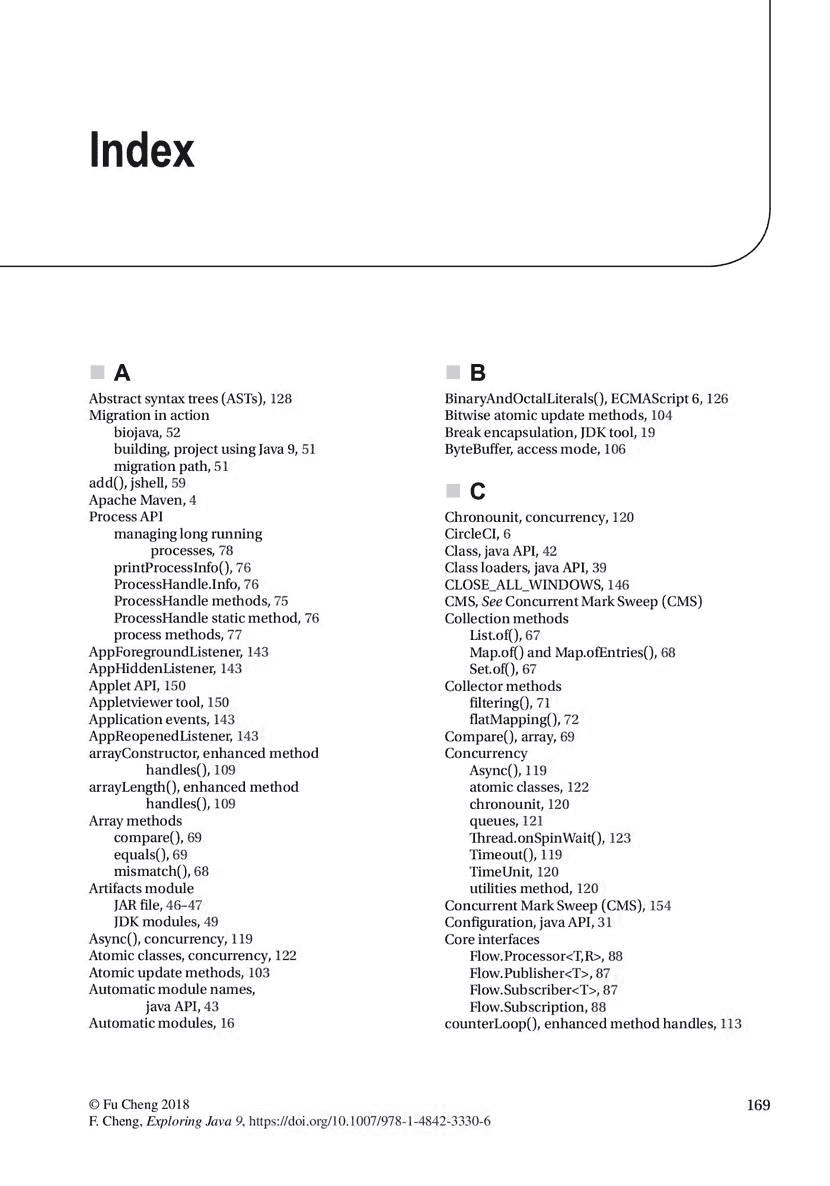 Index
A
Abstract syntax trees (ASTs), 128
Migration in action
biojava, 52
building, project using Java 9, 51
migration path, 51
add(), jshell, 59
Apache Maven, 4
Process API
managing long running
processes, 78
printProcessInfo(), 76
ProcessHandle.Info, 76
ProcessHandle methods, 75
ProcessHandle static method, 76
process methods, 77
AppForegroundListener, 143
AppHiddenListener, 143
Applet API, 150
Appletviewer tool, 150
Application events, 143
AppReopenedListener, 143
arrayConstructor, enhanced method
handles(), 109
arrayLength(), enhanced method
handles(), 109
Array methods
compare(), 69
equals(), 69
mismatch(), 68
Artifacts module
JAR file, 46–47
JDK modules, 49
Async(), concurrency, 119
Atomic classes, concurrency, 122
Atomic update methods, 103
Automatic module names,
java API, 43
Automatic modules, 16
B
BinaryAndOctalLiterals(), ECMAScript 6, 126
Bitwise atomic update methods, 104
Break encapsulation, JDK tool, 19
ByteBuffer, access mode, 106
C
Chronounit, concurrency, 120
CircleCI, 6
Class, java API, 42
Class loaders, java API, 39
CLOSE_ALL_WINDOWS, 146
CMS, See Concurrent Mark Sweep (CMS)
Collection methods
List.of(), 67
Map.of() and Map.ofEntries(), 68
Set.of(), 67
Collector methods
filtering(), 71
flatMapping(), 72
Compare(), array, 69
Concurrency
Async(), 119
atomic classes, 122
chronounit, 120
queues, 121
Thread.onSpinWait(), 123
Timeout(), 119
TimeUnit, 120
utilities method, 120
Concurrent Mark Sweep (CMS), 154
Configuration, java API, 31
Core interfaces
Flow.Processor<T,R>, 88
Flow.Publisher<T>, 87
Flow.Subscriber<T>, 87
Flow.Subscription, 88
counterLoop(), enhanced method handles, 113
© Fu Cheng 2018
169
F. Cheng, Exploring Java 9, https://doi.org/10.1007/978-1-4842-3330-6